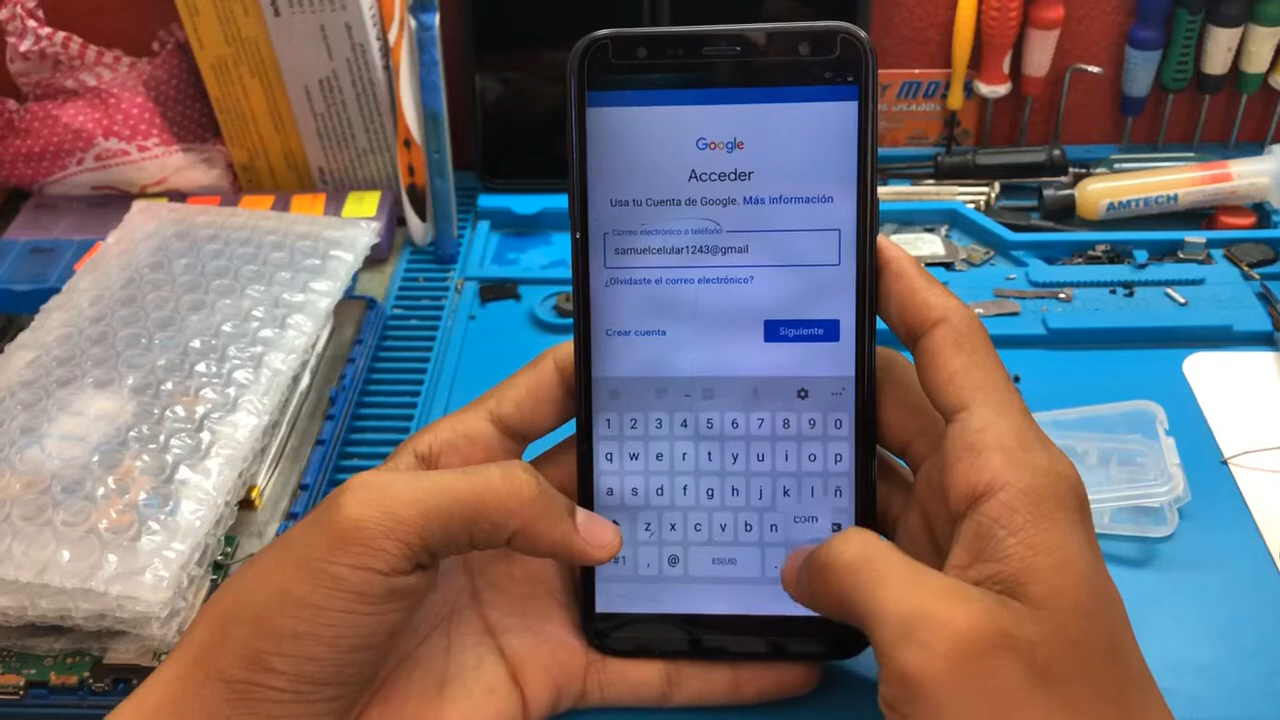 Google
Acceder
Usa tu Cuenta de Google. Más información
Correo electrónico o teléfono
samuelcelular1243@gmail
¿Olvidaste el correo electrónico?
Crear cuenta
Siguiente
1 2 3 4 5 6 7 8 9 0
q w e r t y u i o p
a s d f g h j k l ñ
z x c v b n com
#1 , @ ES(US) .
AMTECH
USADOS